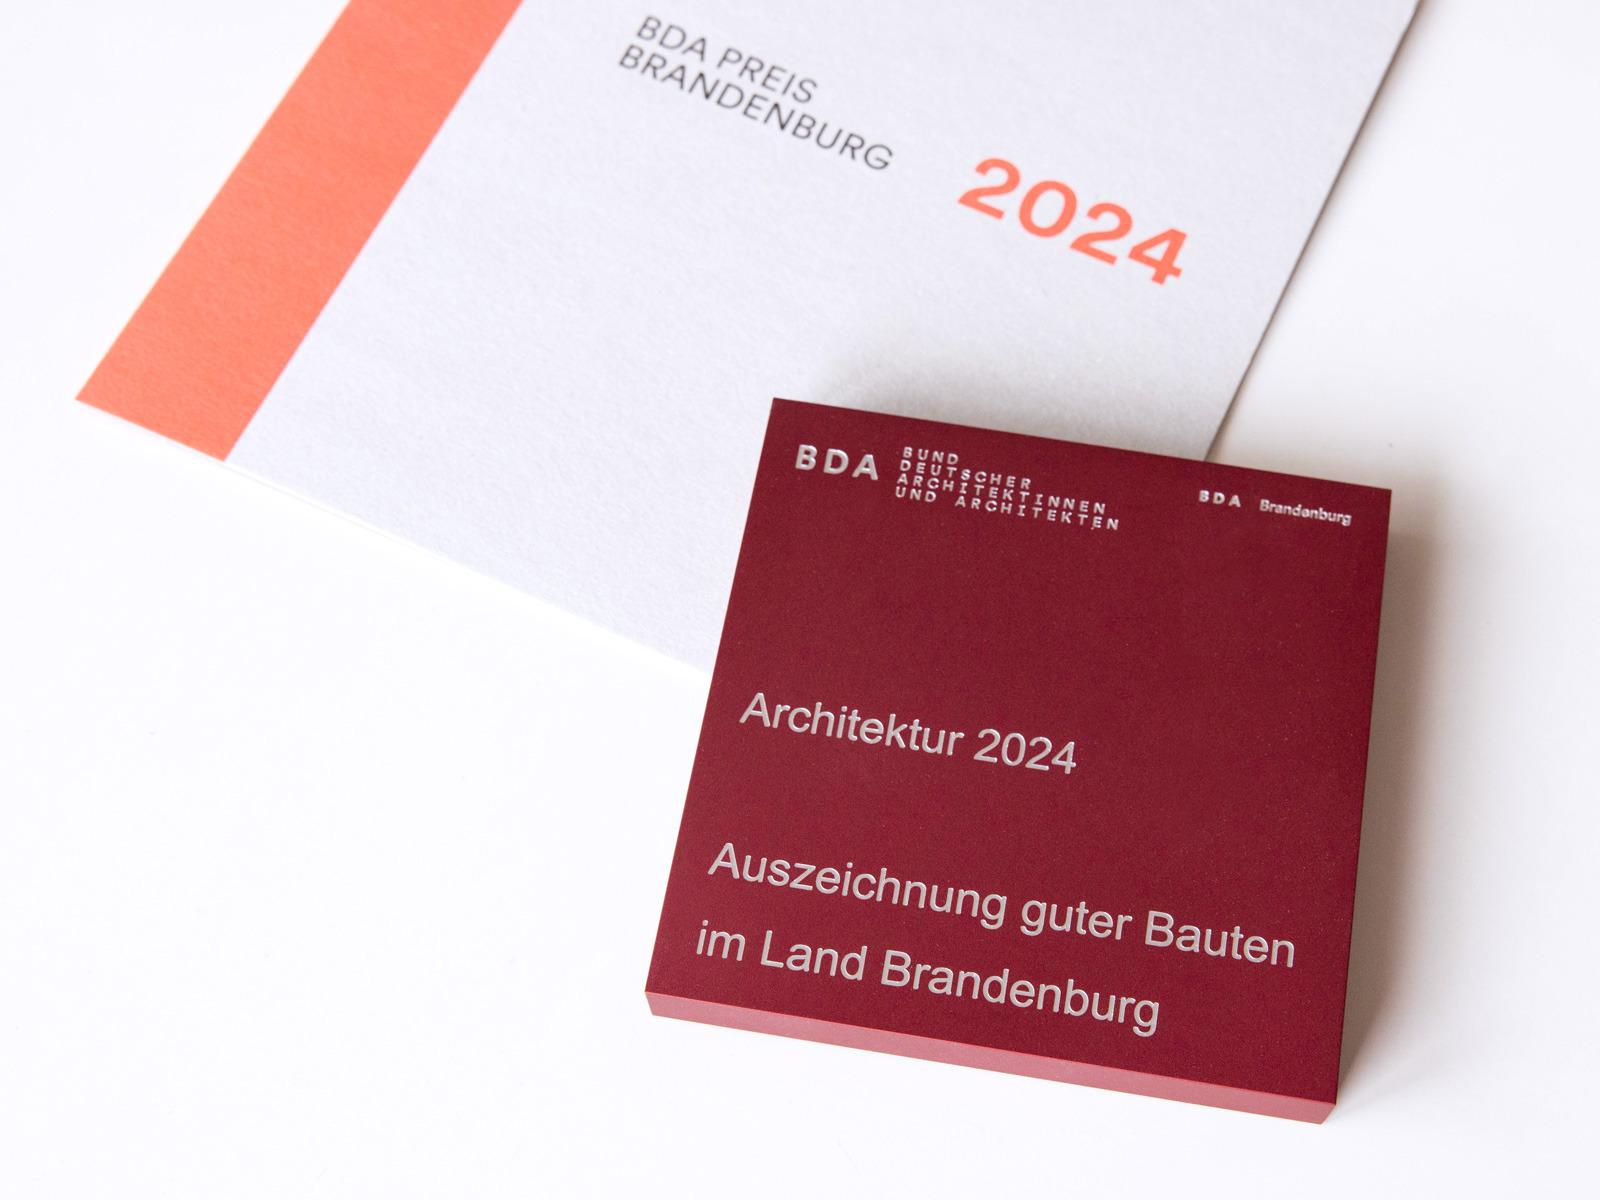 BDA PREIS
BRANDENBURG
2024
BDA
BUND
DEUTSCHER
ARCHITEKTINNEN
UND ARCHITEKTEN
BDA Brandenburg
Architektur 2024
Auszeichnung guter Bauten
im Land Brandenburg